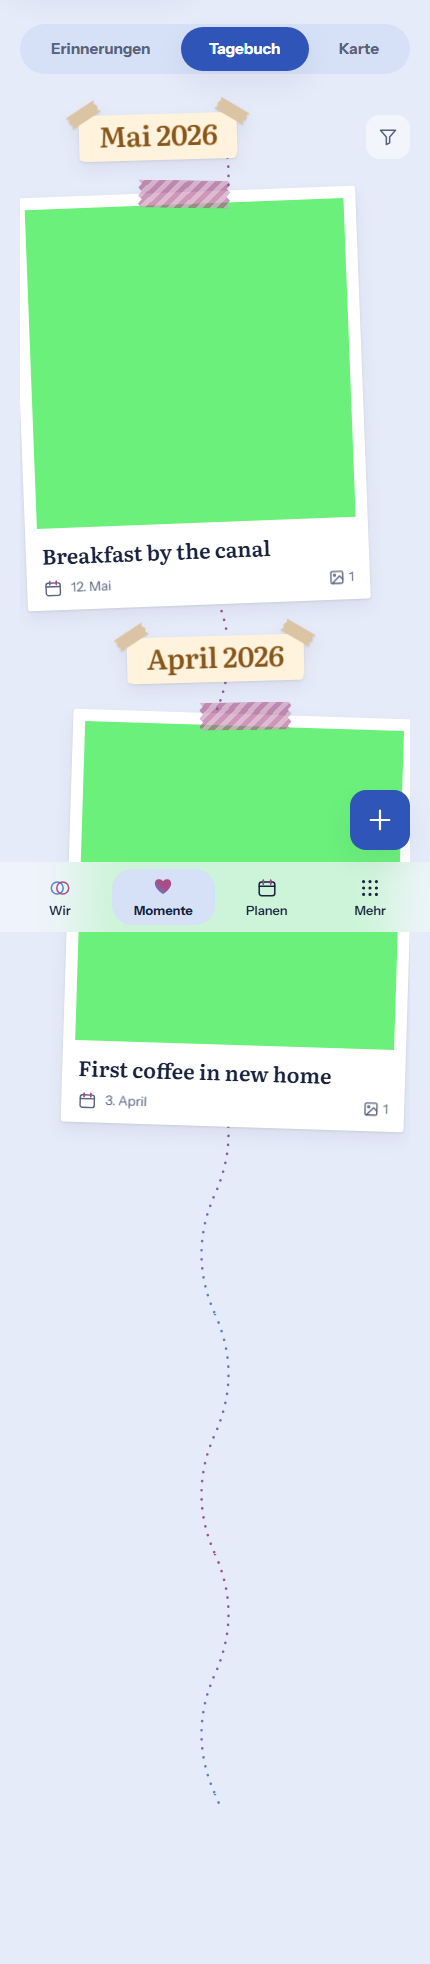 Erinnerungen
Tagebuch
Karte
Mai 2026
Breakfast by the canal
12. Mai
1
April 2026
Wir
Momente
Planen
Mehr
First coffee in new home
3. April
1